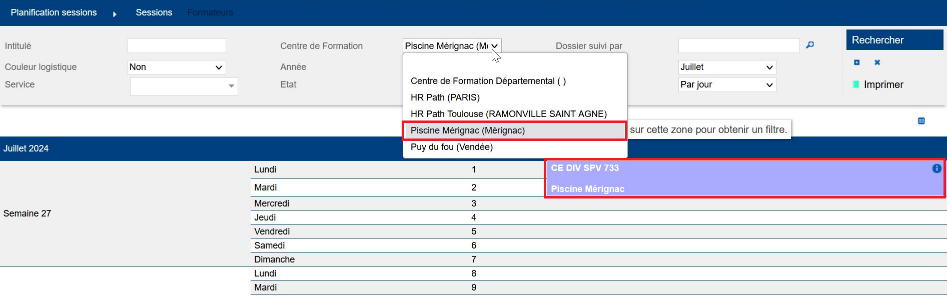 Planification sessions
Sessions
Formateurs
Intitulé
Centre de Formation
Piscine Mérignac (M
Dossier suivi par
Rechercher
Couleur logistique
Non
Année
Juillet
Service
Etat
Par jour
Imprimer
Centre de Formation Départemental ( )
HR Path (PARIS)
HR Path Toulouse (RAMONVILLE SAINT AGNE)
Piscine Mérignac (Mérignac)
sur cette zone pour obtenir un filtre.
Puy du fou (Vendée)
Juillet 2024
Semaine 27
Lundi 1
CE DIV SPV 733
Mardi 2
Piscine Mérignac
Mercredi 3
Jeudi 4
Vendredi 5
Samedi 6
Dimanche 7
Lundi 8
Mardi 9